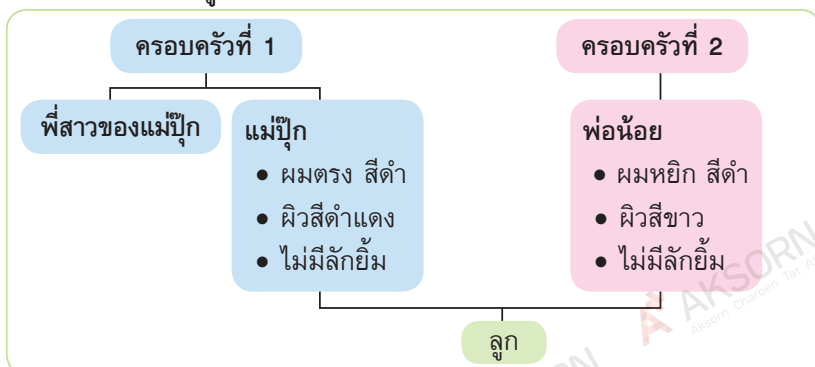 ครอบครัวที่ 1
ครอบครัวที่ 2
พี่สาวของแม่ปุ๊ก
แม่ปุ๊ก
• ผมตรง สีดำ
• ผิวสีดำแดง
• ไม่มีลักยิ้ม
พ่อน้อย
• ผมหยิก สีดำ
• ผิวสีขาว
• ไม่มีลักยิ้ม
ลูก
AKSORN
Aksorn Charoen Tat